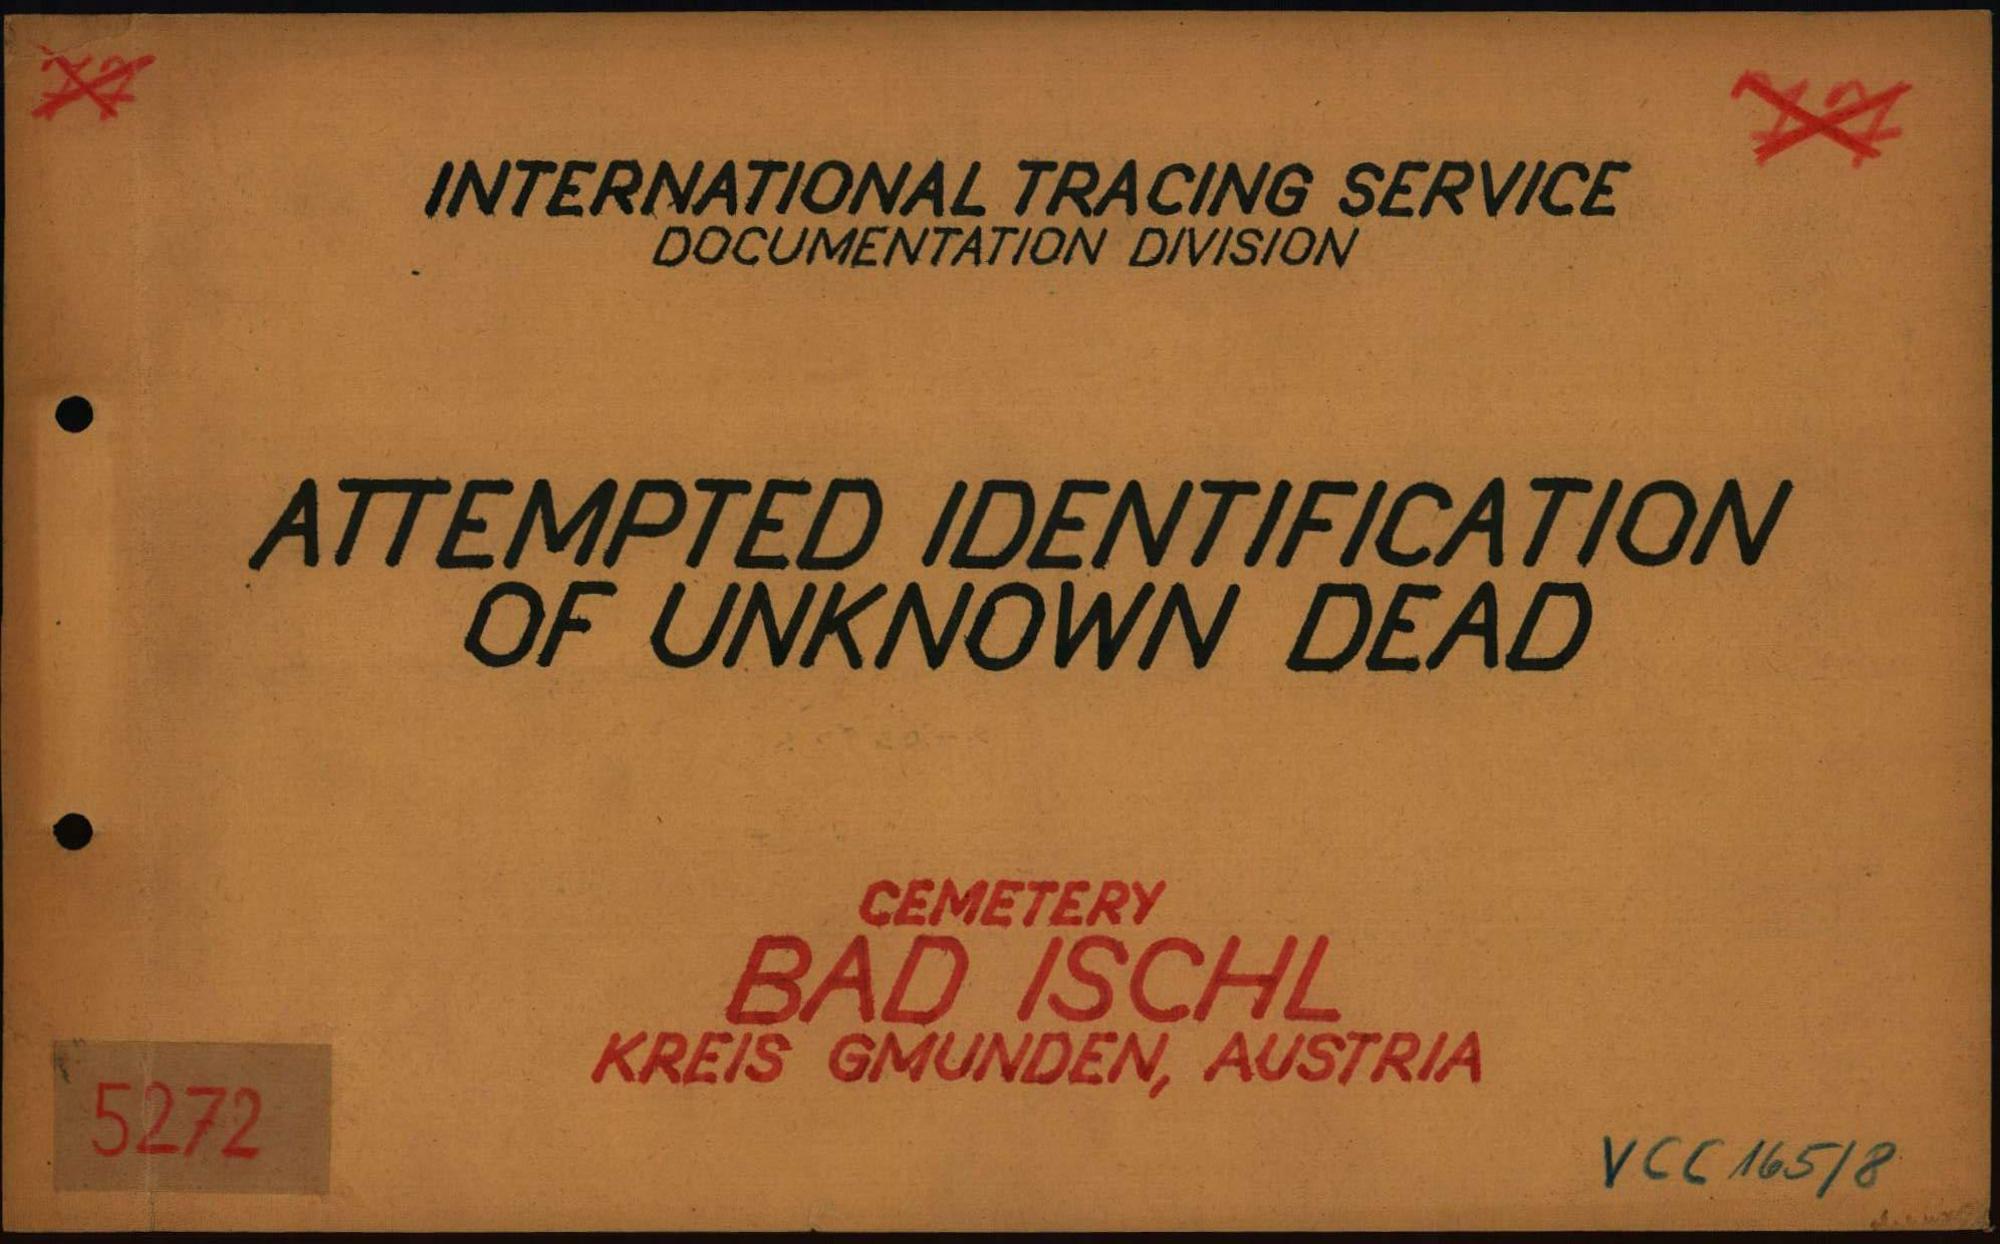 INTERNATIONAL TRACING SERVICE
DOCUMENTATION DIVISION
ATTEMPTED IDENTIFICATION
OF UNKNOWN DEAD
CEMETERY
BAD ISCHL
KREIS GMUNDEN, AUSTRIA
5272
VCC 165/8